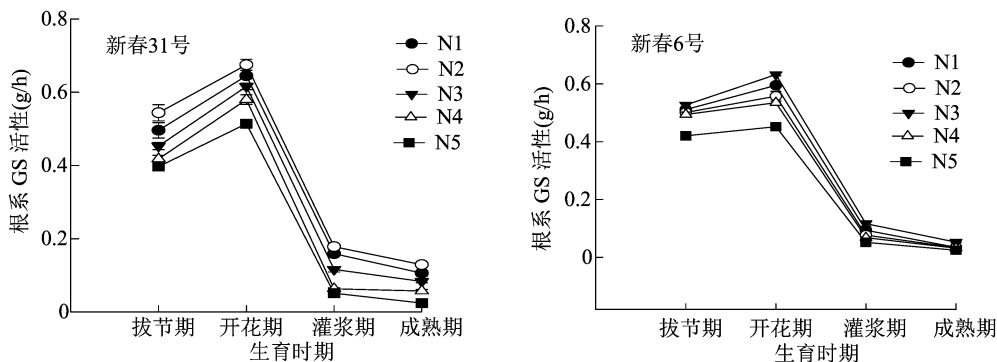 0.8
0.6
0.4
0.2
0
根系 GS 活性(g/h)
新春31号
N1
N2
N3
N4
N5
拔节期 开花期 灌浆期 成熟期
生育时期
0.8
0.6
0.4
0.2
0
根系 GS 活性(g/h)
新春6号
N1
N2
N3
N4
N5
拔节期 开花期 灌浆期 成熟期
生育时期